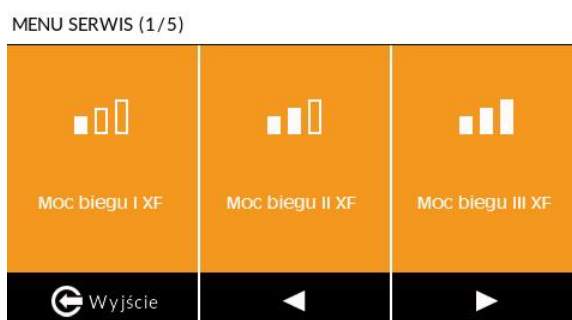 MENU SERWIS (1/5)
Moc biegu I XF
Moc biegu II XF
Moc biegu III XF
Wyjście